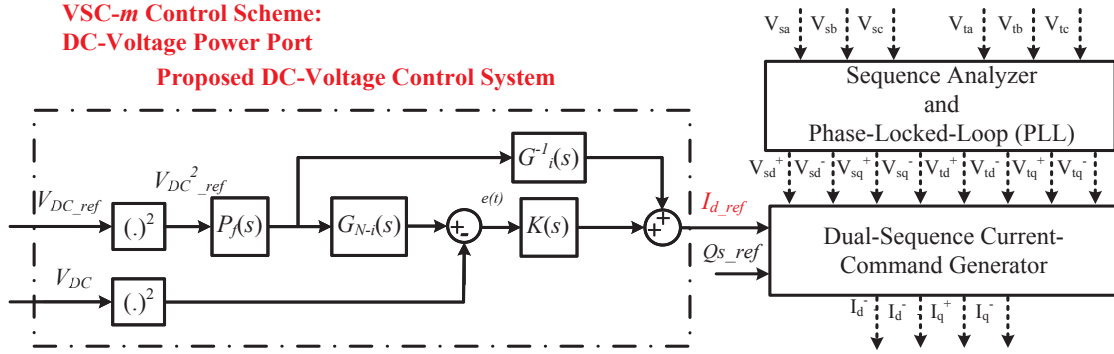 VSC-m Control Scheme:
DC-Voltage Power Port
Proposed DC-Voltage Control System
V_sa V_sb V_sc V_ta V_tb V_tc
Sequence Analyzer
and
Phase-Locked-Loop (PLL)
V_sd^+ V_sd^- V_sq^+ V_sq^- V_td^+ V_td^- V_tq^+ V_tq^-
G^-1_i(s)
V_DC_ref
(.)^2
V_DC^2_ref
P_f(s)
G_N-i(s)
+
-
e(t)
K(s)
+
+
I_d_ref
Qs_ref
Dual-Sequence Current-
Command Generator
V_DC
(.)^2
I_d^- I_d^- I_q^+ I_q^-